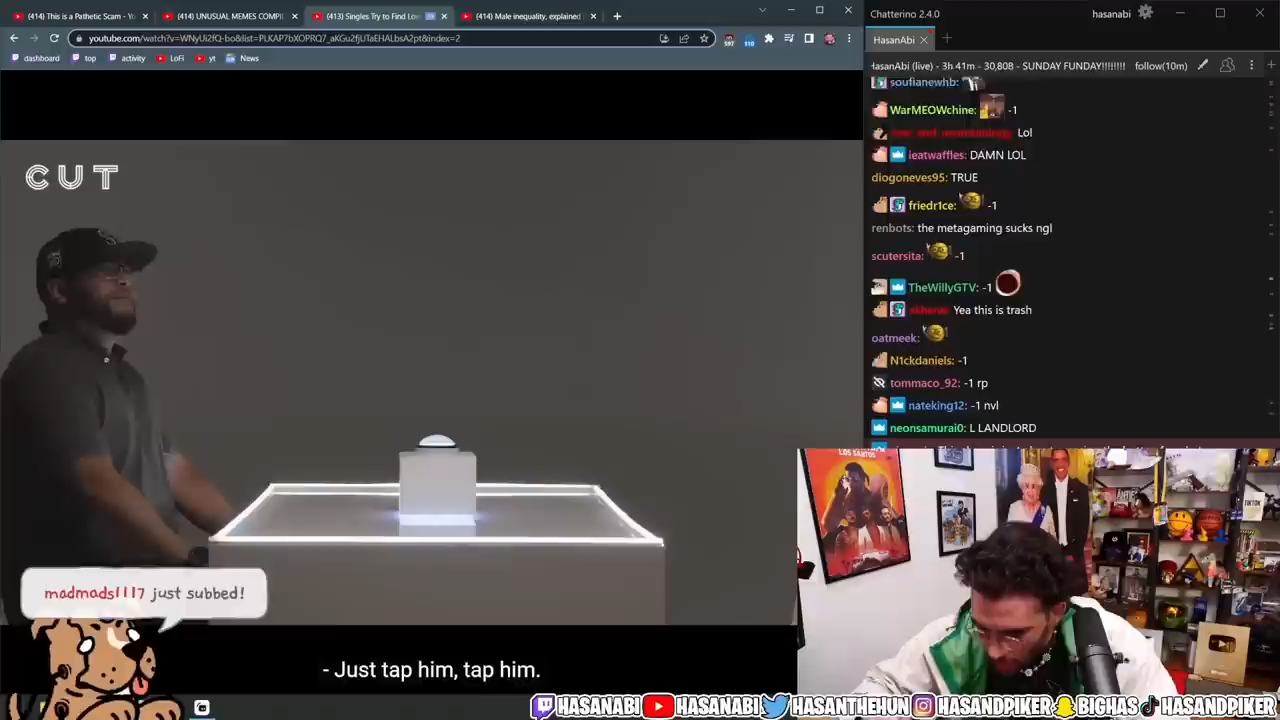 (414) This is a Pathetic Scam - Yo
(414) UNUSUAL MEMES COMPI
(413) Singles Try to Find Lov
(414) Male inequality, explained
youtube.com/watch?v=WNyUi2fQ-bo&list=PLKAP7bXOPRQ7_aKGu2fjUTaEHALbsA2pt&index=2
dashboard
top
activity
LoFi
yt
News
CUT
madmads1117 just subbed!
- Just tap him, tap him.
Chatterino 2.4.0
hasanabi
HasanAbi
HasanAbi (live) - 3h 41m - 30,808 - SUNDAY FUNDAY!!!!!!!!
follow(10m)
soufianewhb:
WarMEOWchine: -1
Lol
ieatwaffles: DAMN LOL
diogoneves95: TRUE
friedr1ce: -1
renbots: the metagaming sucks ngl
scutersita: -1
TheWillyGTV: -1
Yea this is trash
oatmeek:
N1ckdaniels: -1
tommaco_92: -1 rp
nateking12: -1 nvl
neonsamurai0: L LANDLORD
LOS SANTOS
HASANABI
HASANABI
HASANTHEHUN
HASANDPIKER
BIGHAS
HASANDPIKER